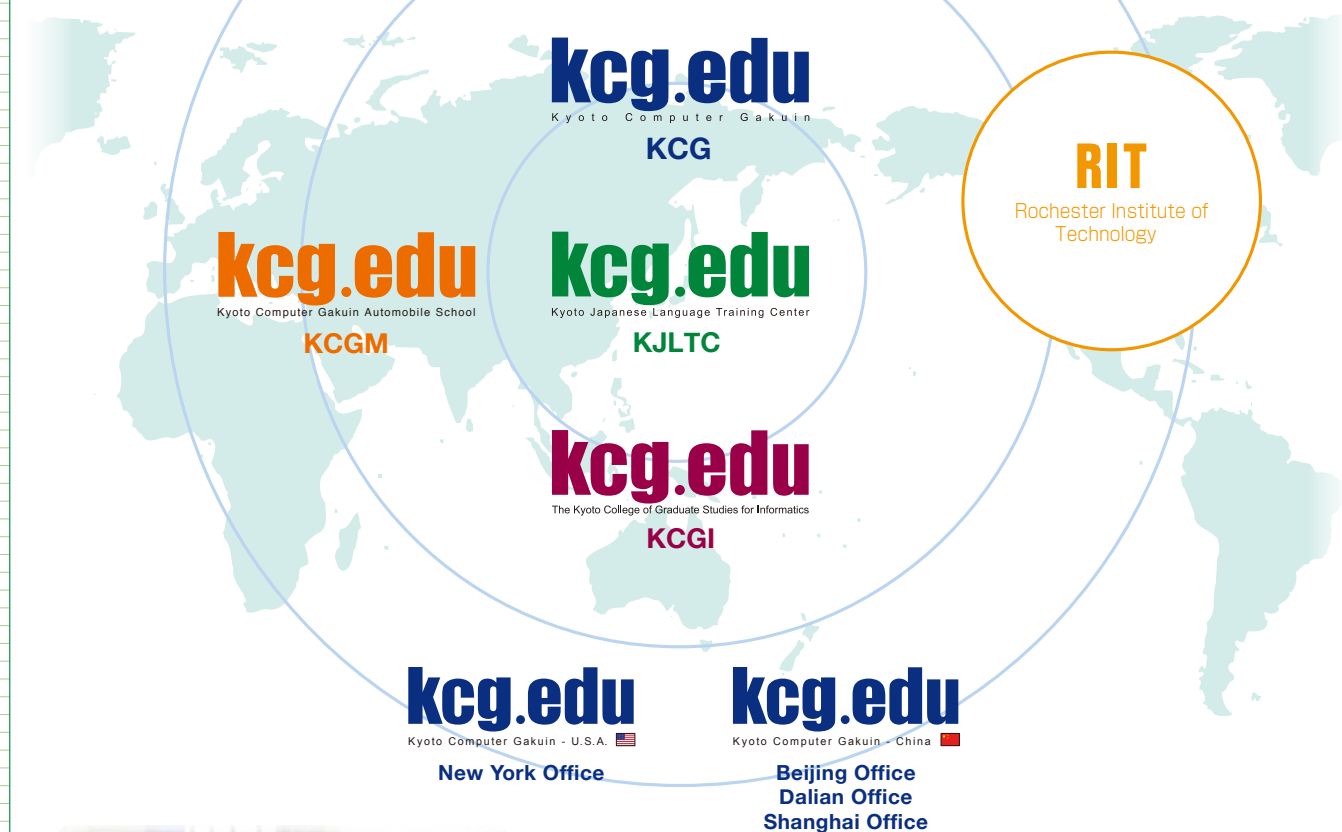 kcg.edu
Kyoto Computer Gakuin
KCG
RIT
Rochester Institute of
Technology
kcg.edu
Kyoto Computer Gakuin Automobile School
KCGM
kcg.edu
Kyoto Japanese Language Training Center
KJLTC
kcg.edu
The Kyoto College of Graduate Studies for Informatics
KCGI
kcg.edu
Kyoto Computer Gakuin - U.S.A.
New York Office
kcg.edu
Kyoto Computer Gakuin - China
Beijing Office
Dalian Office
Shanghai Office